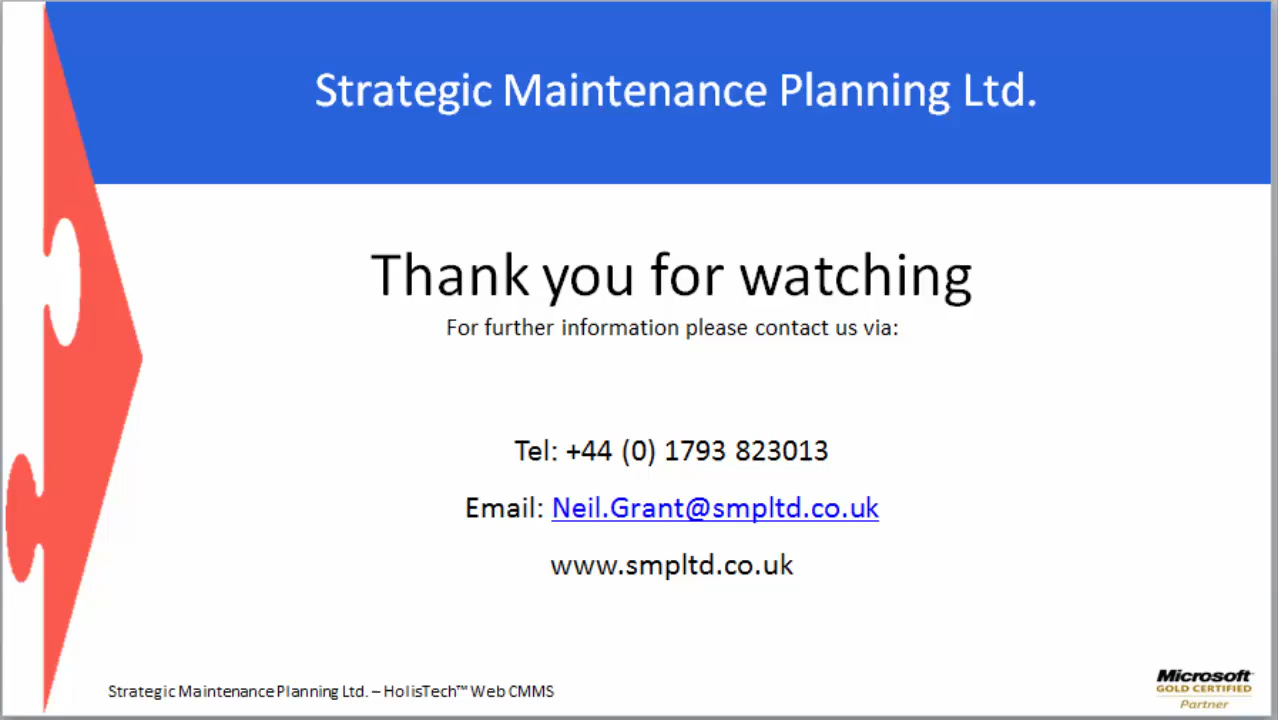 Strategic Maintenance Planning Ltd.
Thank you for watching
For further information please contact us via:
Tel: +44 (0) 1793 823013
Email: Neil.Grant@smpltd.co.uk
www.smpltd.co.uk
Strategic Maintenance Planning Ltd. – HolisTech™ Web CMMS
Microsoft
GOLD CERTIFIED
Partner